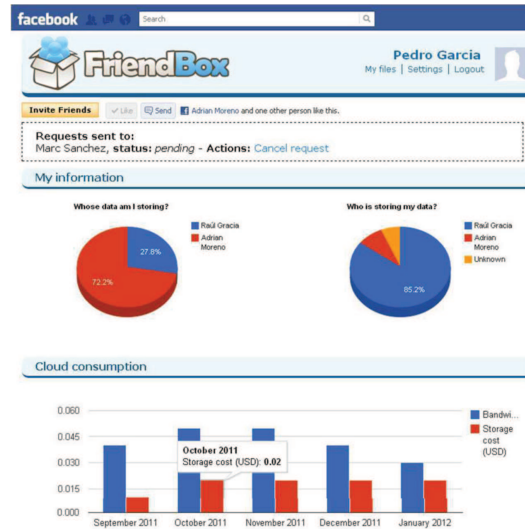 facebook
Search
FriendBox
Pedro Garcia
My files | Settings | Logout
Invite Friends
Like
Send
Adrian Moreno and one other person like this.
Requests sent to:
Marc Sanchez, status: pending - Actions: Cancel request
My information
Whose data am I storing?
27.8%
72.2%
Raúl Gracia
Adrian
Moreno
Who is storing my data?
85.2%
Raúl Gracia
Adrian
Moreno
Unknown
Cloud consumption
0.060
0.045
0.030
0.015
0.000
October 2011
Storage cost (USD): 0.02
September 2011
October 2011
November 2011
December 2011
January 2012
Bandwi...
Storage
cost
(USD)